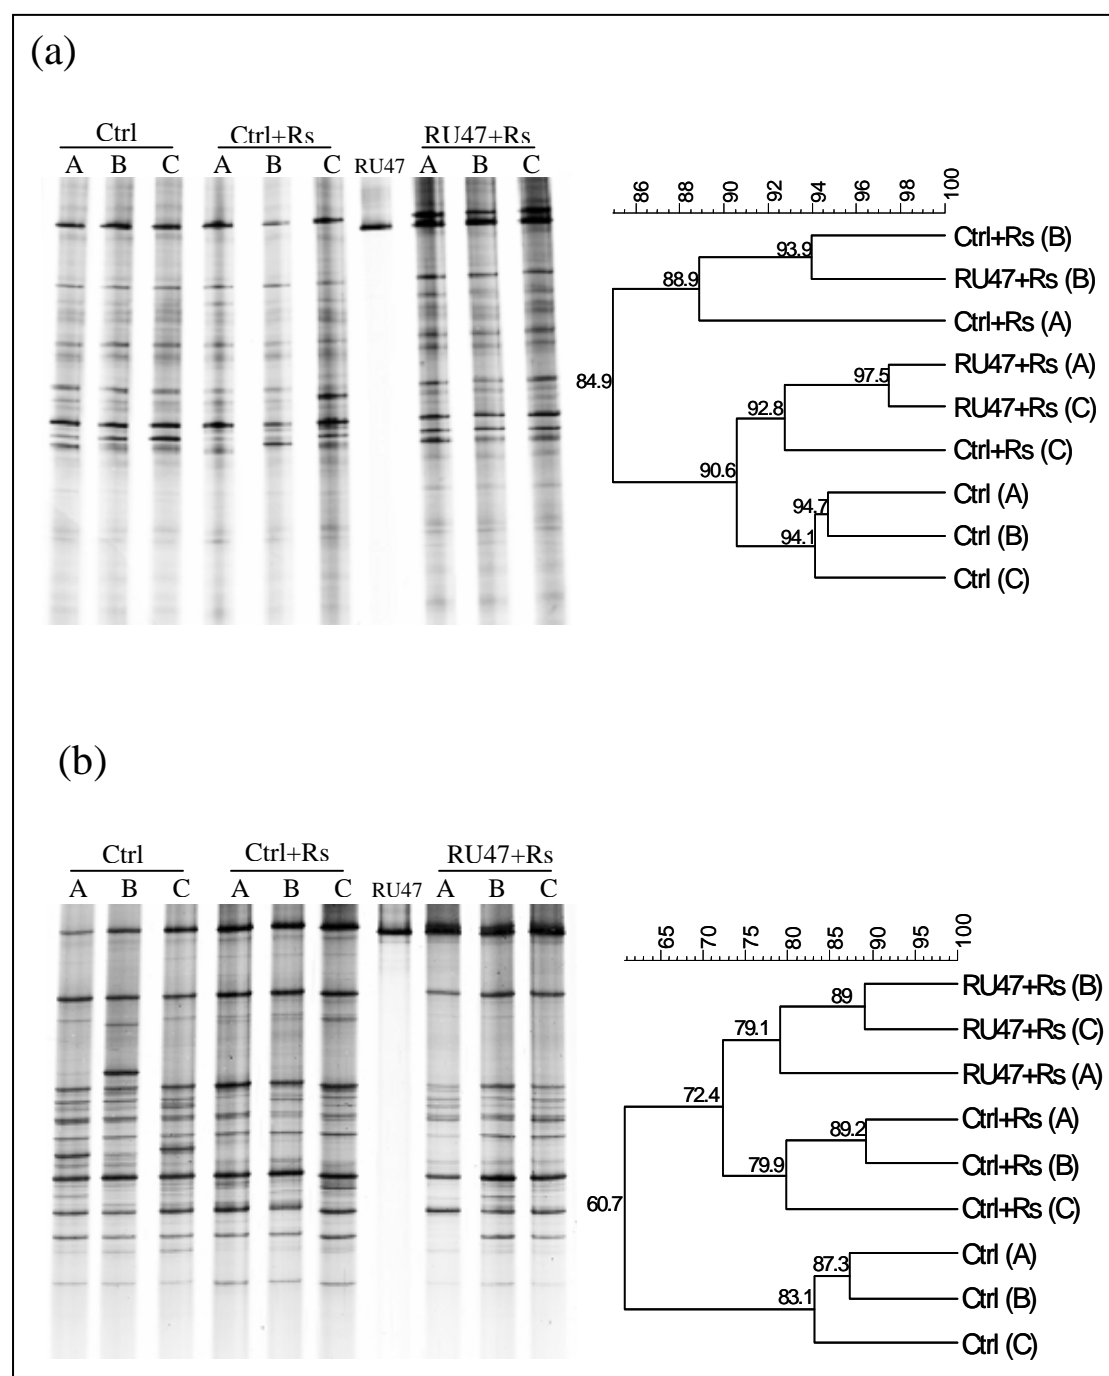 (a)
Ctrl Ctrl+Rs RU47+Rs
A B C A B C RU47 A B C
86 88 90 92 94 96 98 100
Ctrl+Rs (B)
93.9
RU47+Rs (B)
88.9
Ctrl+Rs (A)
RU47+Rs (A)
97.5
84.9
RU47+Rs (C)
92.8
Ctrl+Rs (C)
90.6
Ctrl (A)
94.7
Ctrl (B)
94.1
Ctrl (C)
(b)
Ctrl Ctrl+Rs RU47+Rs
A B C A B C RU47 A B C
65 70 75 80 85 90 95 100
RU47+Rs (B)
89
RU47+Rs (C)
79.1
RU47+Rs (A)
72.4
Ctrl+Rs (A)
89.2
Ctrl+Rs (B)
79.9
60.7
Ctrl+Rs (C)
Ctrl (A)
87.3
Ctrl (B)
83.1
Ctrl (C)